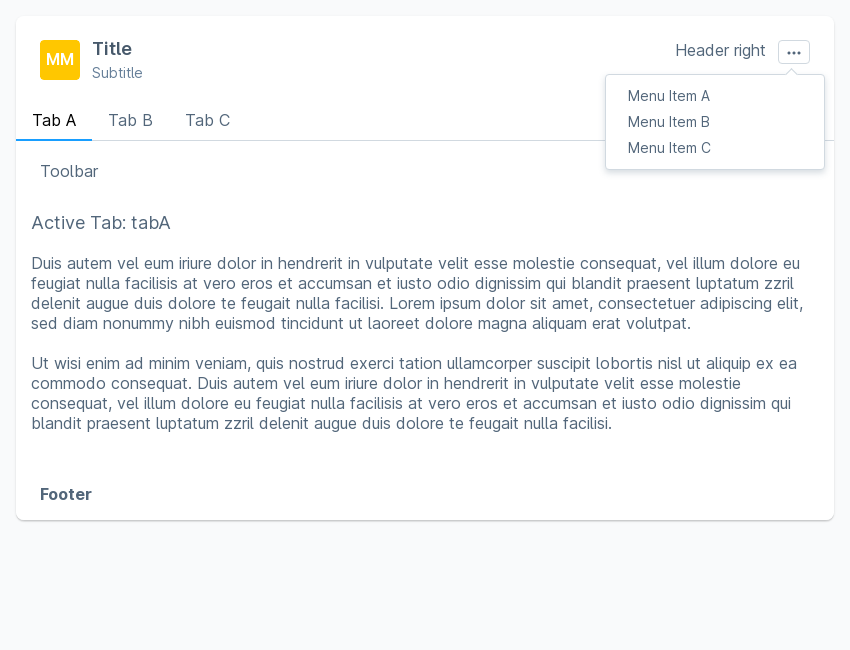 MM
Title
Subtitle
Header right
Menu Item A
Menu Item B
Menu Item C
Tab A Tab B Tab C
Toolbar
Active Tab: tabA
Duis autem vel eum iriure dolor in hendrerit in vulputate velit esse molestie consequat, vel illum dolore eu
feugiat nulla facilisis at vero eros et accumsan et iusto odio dignissim qui blandit praesent luptatum zzril
delenit augue duis dolore te feugait nulla facilisi. Lorem ipsum dolor sit amet, consectetuer adipiscing elit,
sed diam nonummy nibh euismod tincidunt ut laoreet dolore magna aliquam erat volutpat.
Ut wisi enim ad minim veniam, quis nostrud exerci tation ullamcorper suscipit lobortis nisl ut aliquip ex ea
commodo consequat. Duis autem vel eum iriure dolor in hendrerit in vulputate velit esse molestie
consequat, vel illum dolore eu feugiat nulla facilisis at vero eros et accumsan et iusto odio dignissim qui
blandit praesent luptatum zzril delenit augue duis dolore te feugait nulla facilisi.
Footer